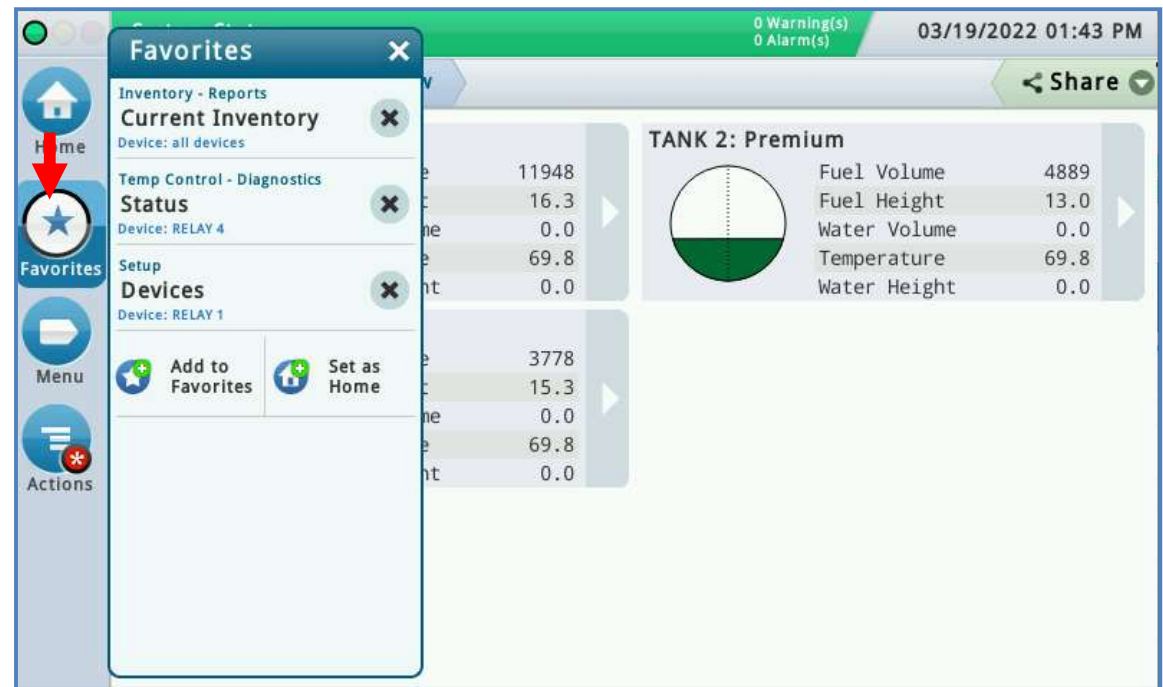 0 Warning(s)
0 Alarm(s)
03/19/2022 01:43 PM
Share
Home
Favorites
Menu
Actions
Favorites
Inventory - Reports
Current Inventory
Device: all devices
Temp Control - Diagnostics
Status
Device: RELAY 4
Setup
Devices
Device: RELAY 1
Add to
Favorites
Set as
Home
11948
16.3
0.0
69.8
0.0
3778
15.3
0.0
69.8
0.0
TANK 2: Premium
Fuel Volume 4889
Fuel Height 13.0
Water Volume 0.0
Temperature 69.8
Water Height 0.0